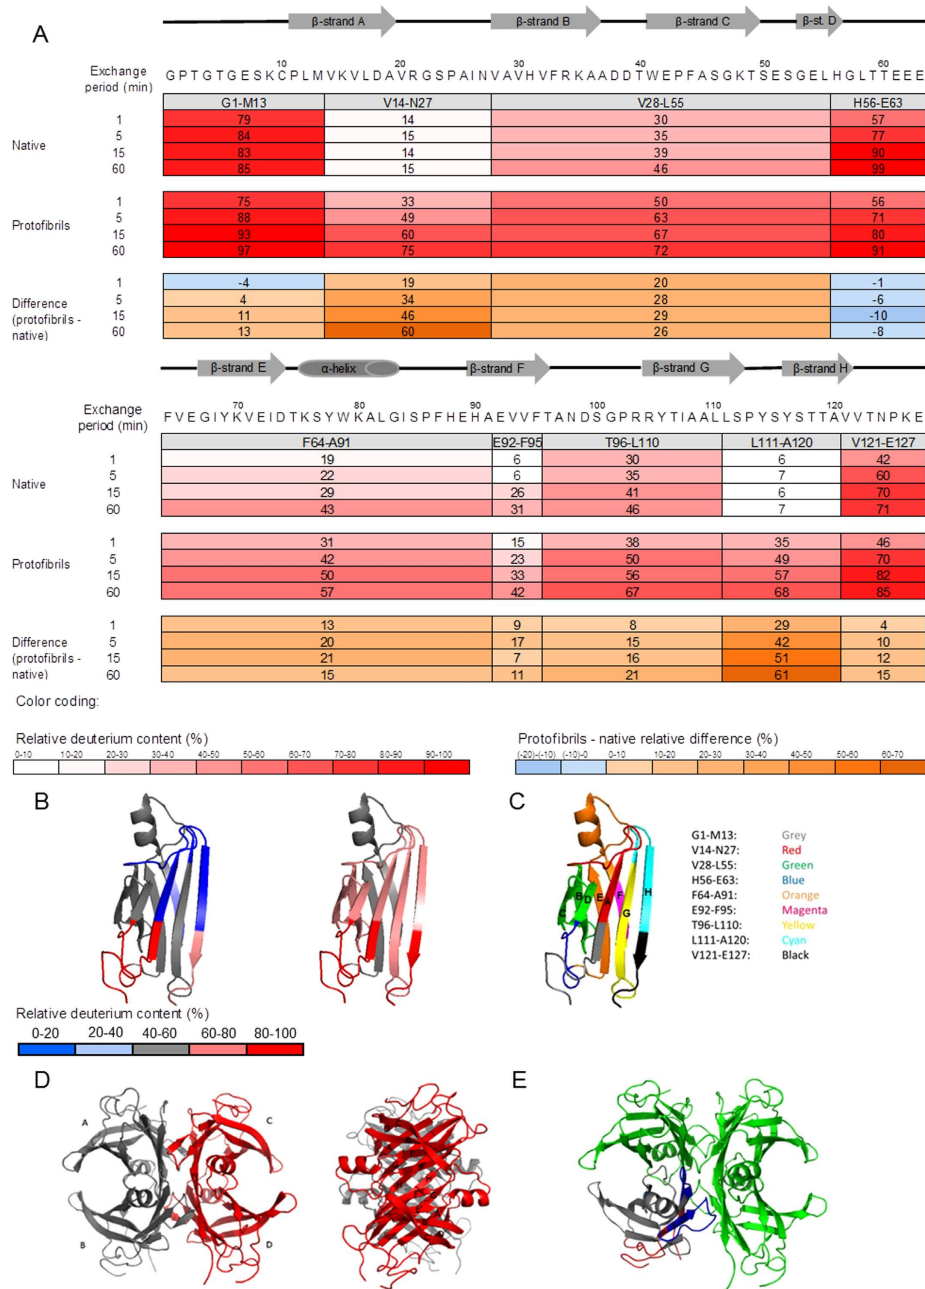 β-strand A β-strand B β-strand C β-st. D
A
10 20 30 40 50 60
Exchange period (min)
GPTGTGESKCPLMVKVLDAVRGSPAINVAVHVFRKAADDTWEPFASGKTSESGELHGLTTEEE
G1-M13 V14-N27 V28-L55 H56-E63
Native
1 79 14 30 57
5 84 15 35 77
15 83 14 39 90
60 85 15 46 99
Protofibrils
1 75 33 50 56
5 88 49 63 71
15 93 60 67 80
60 97 75 72 91
Difference (protofibrils - native)
1 -4 19 20 -1
5 4 34 28 -6
15 11 46 29 -10
60 13 60 26 -8
β-strand E α-helix β-strand F β-strand G β-strand H
70 80 90 100 110 120
Exchange period (min)
FVEGIYKVEIDTKSYWKALGISPFHEHAEVVFTANDSGPRRYTIAALLSPYSYSTTAVVTNPKE
F64-A91 E92-F95 T96-L110 L111-A120 V121-E127
Native
1 19 6 30 6 42
5 22 6 35 7 60
15 29 26 41 6 70
60 43 31 46 7 71
Protofibrils
1 31 15 38 35 46
5 42 23 50 49 70
15 50 33 56 57 82
60 57 42 67 68 85
Difference (protofibrils - native)
1 13 9 8 29 4
5 20 17 15 42 10
15 21 7 16 51 12
60 15 11 21 61 15
Color coding:
Relative deuterium content (%)
0-10 10-20 20-30 30-40 40-50 50-60 60-70 70-80 80-90 90-100
Protofibrils - native relative difference (%)
(-20)-(-10) (-10)-0 0-10 10-20 20-30 30-40 40-50 50-60 60-70
B
C
C B D E A F G H
G1-M13: Grey
V14-N27: Red
V28-L55: Green
H56-E63: Blue
F64-A91: Orange
E92-F95: Magenta
T96-L110: Yellow
L111-A120: Cyan
V121-E127: Black
Relative deuterium content (%)
0-20 20-40 40-60 60-80 80-100
D
A C
B D
E